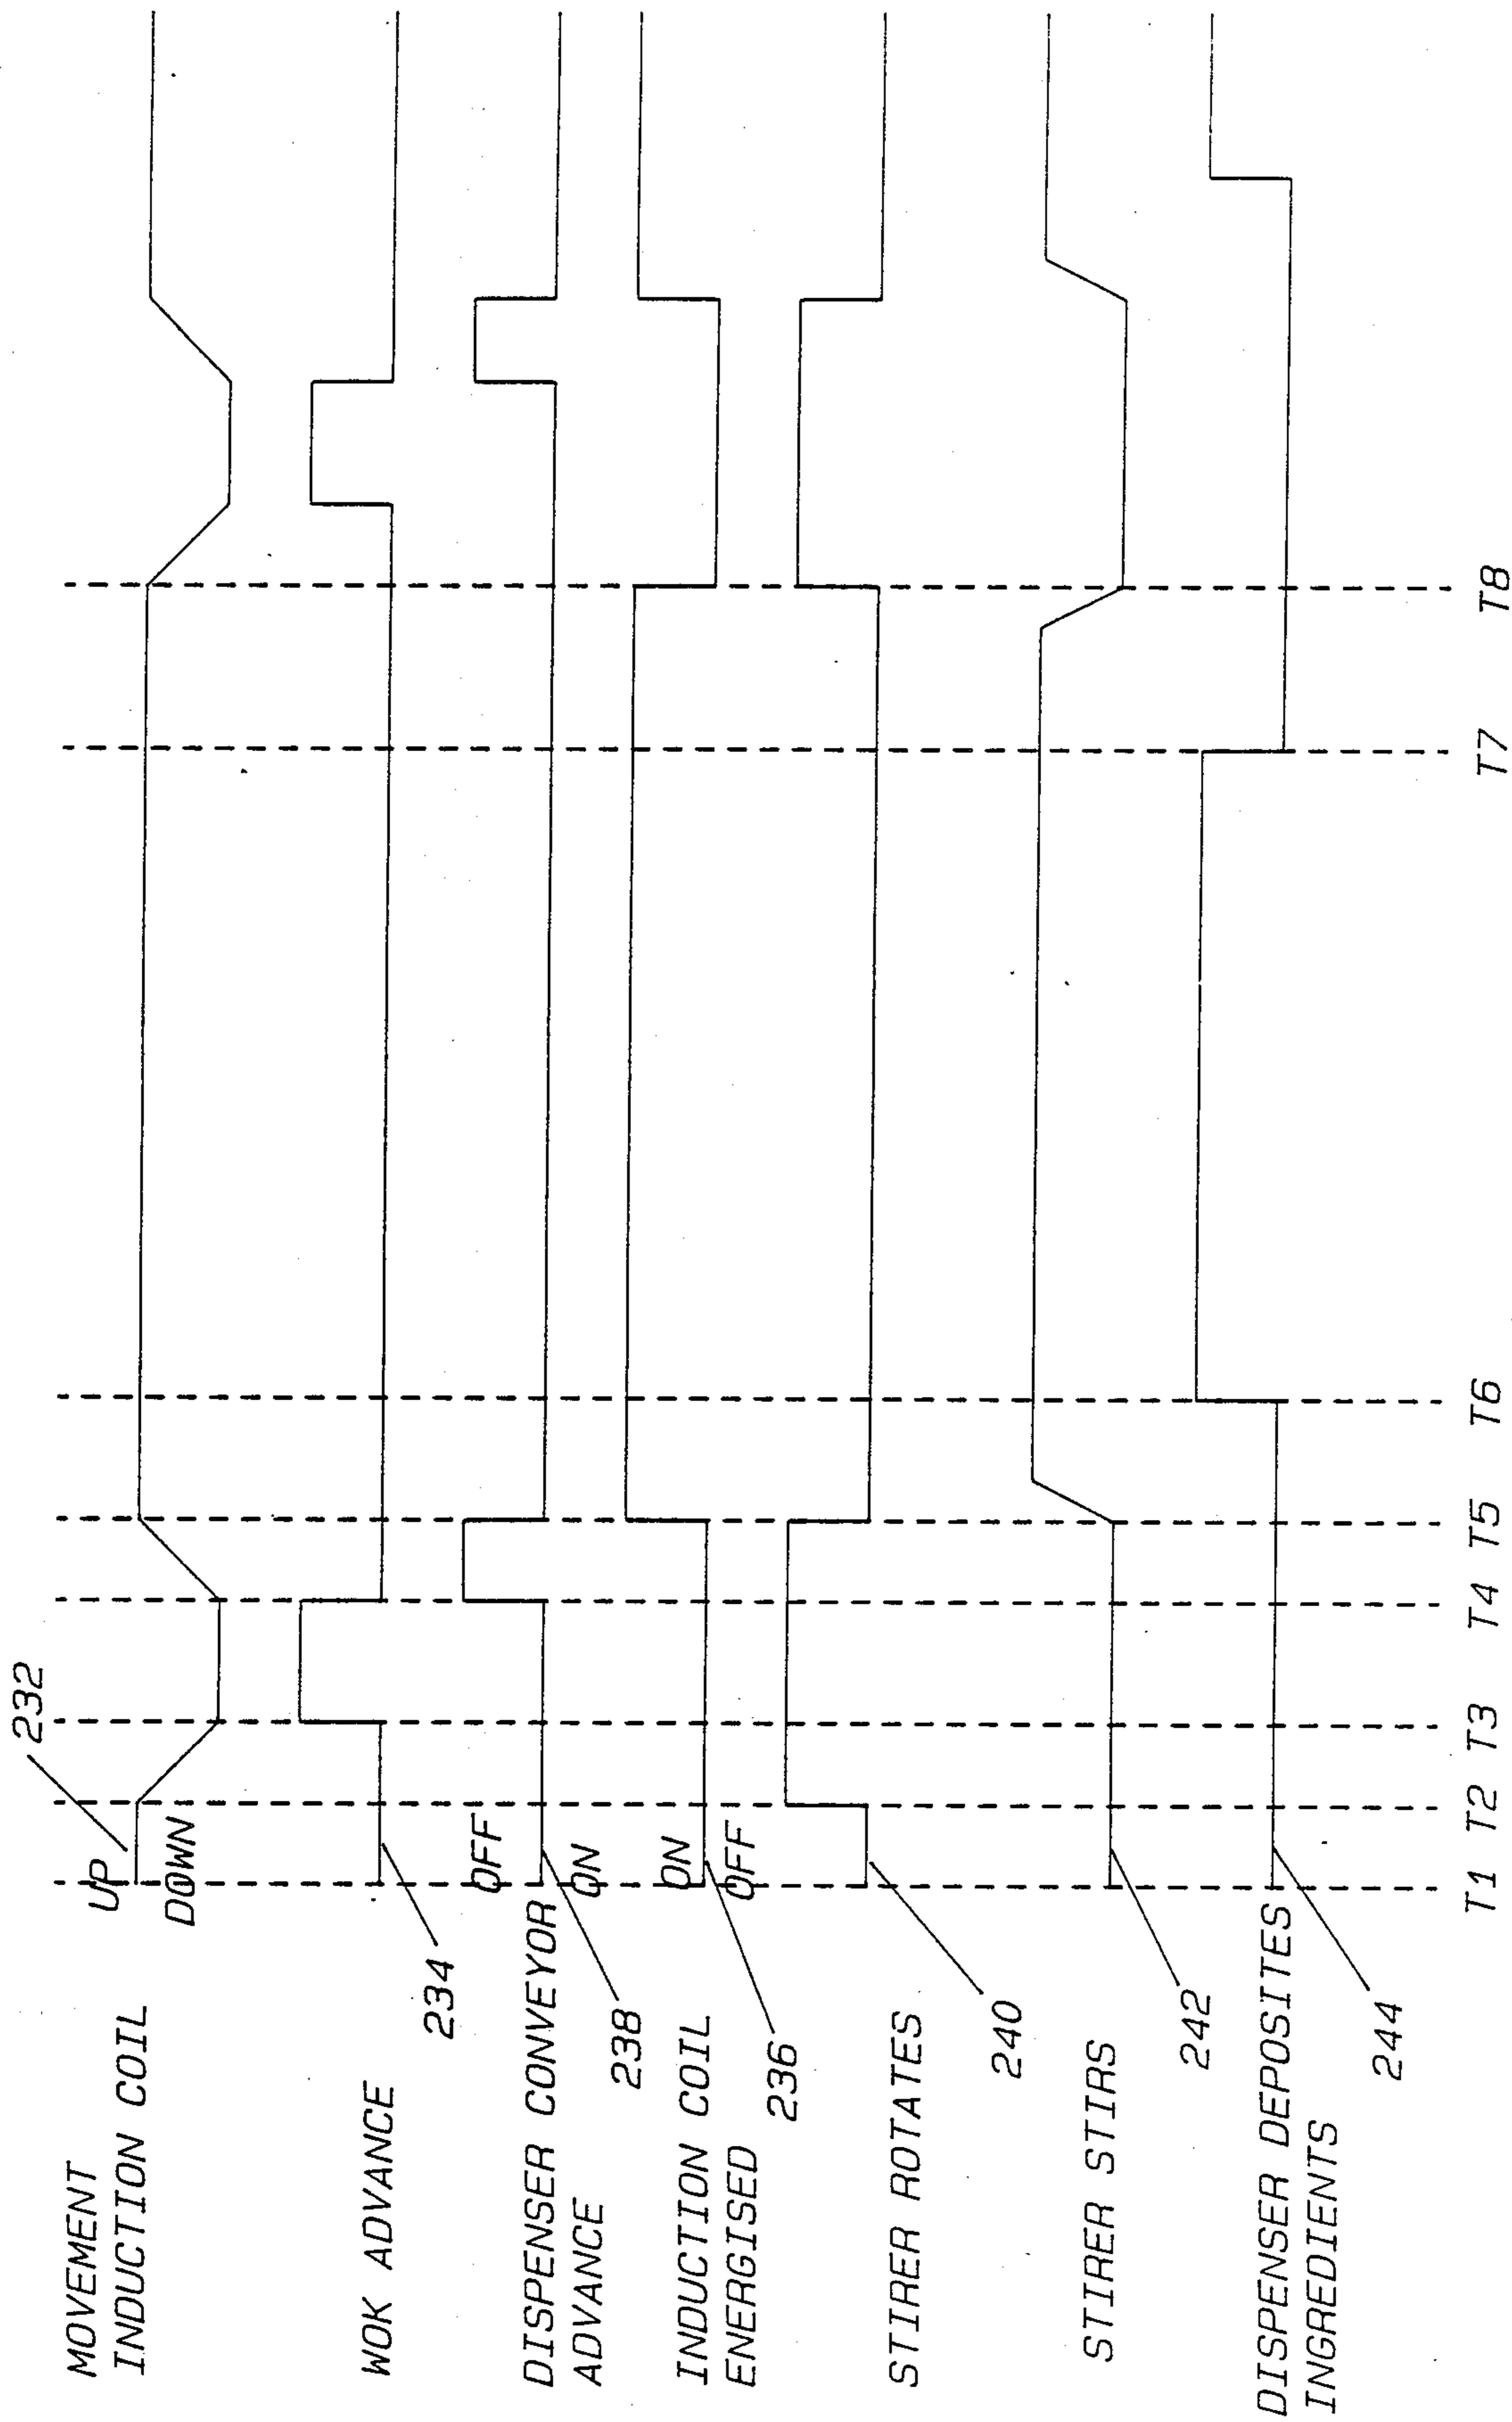 MOVEMENT
INDUCTION COIL
UP
DOWN
232
WOK ADVANCE
234
OFF
DISPENSER CONVEYOR
ADVANCE
ON
238
INDUCTION COIL
ENERGISED
ON
OFF
236
STIRER ROTATES
240
STIRER STIRS
242
DISPENSER DEPOSITES
INGREDIENTS
244
T1 T2 T3 T4 T5 T6 T7 T8